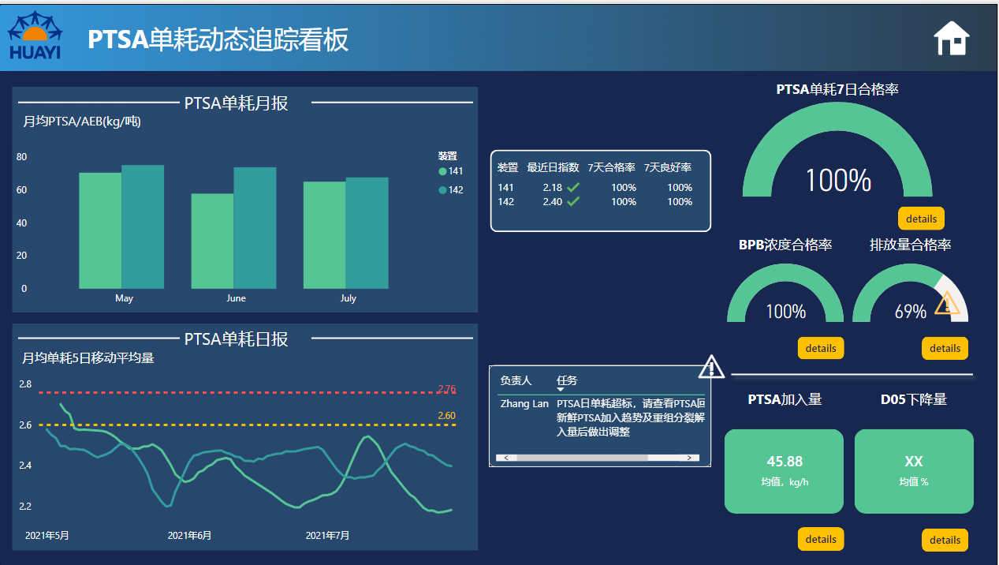 HUAYI
PTSA单耗动态追踪看板
PTSA单耗月报
月均PTSA/AEB(kg/吨)
80
60
40
20
0
May
June
July
装置
141
142
PTSA单耗日报
月均单耗5日移动平均量
2.8
2.6
2.4
2.2
2.76
2.60
2021年5月
2021年6月
2021年7月
装置 最近日指数 7天合格率 7天良好率
141 2.18 100% 100%
142 2.40 100% 100%
负责人 任务
Zhang Lan PTSA日单耗超标，请查看PTSA回
新鲜PTSA加入趋势及重组分裂解
入量后做出调整
PTSA单耗7日合格率
100%
details
BPB浓度合格率
100%
details
排放量合格率
69%
details
PTSA加入量
45.88
均值，kg/h
details
D05下降量
XX
均值 %
details